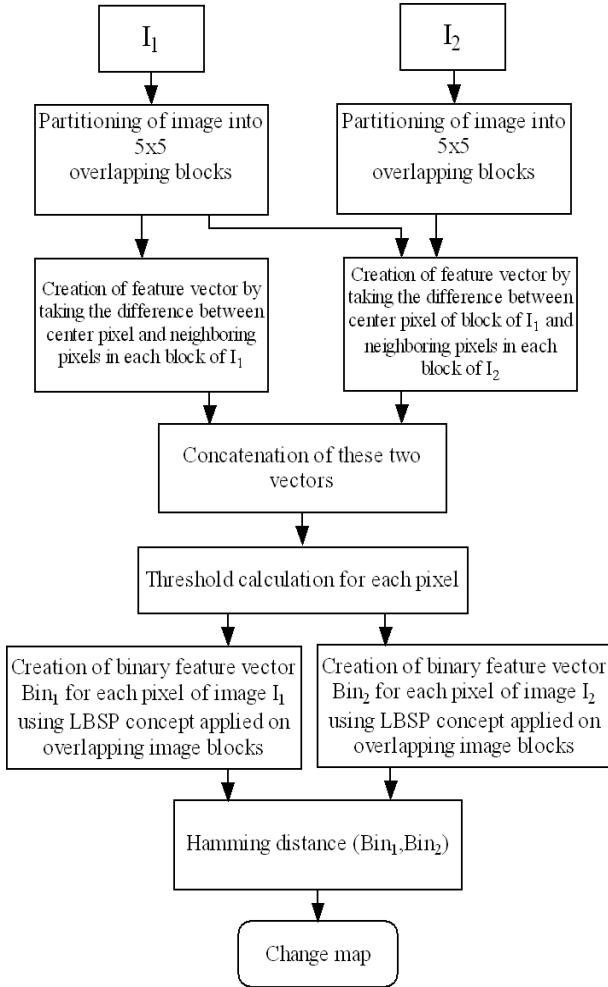 I₁
I₂
Partitioning of image into
5x5
overlapping blocks
Partitioning of image into
5x5
overlapping blocks
Creation of feature vector by
taking the difference between
center pixel and neighboring
pixels in each block of I₁
Creation of feature vector by
taking the difference between
center pixel of block of I₁ and
neighboring pixels in each
block of I₂
Concatenation of these two
vectors
Threshold calculation for each pixel
Creation of binary feature vector
Bin₁ for each pixel of image I₁
using LBSP concept applied on
overlapping image blocks
Creation of binary feature vector
Bin₂ for each pixel of image I₂
using LBSP concept applied on
overlapping image blocks
Hamming distance (Bin₁,Bin₂)
Change map